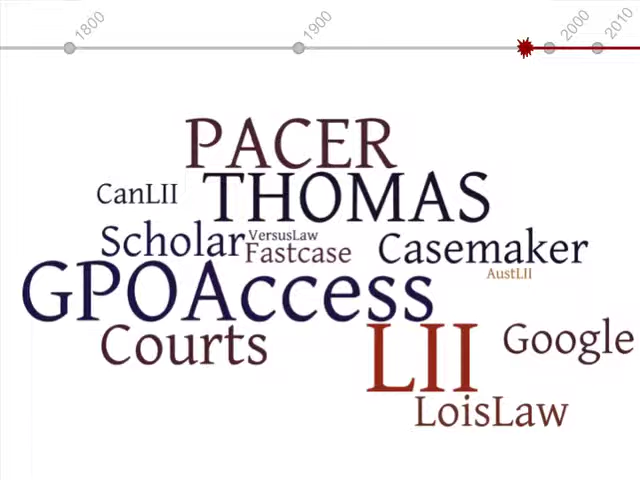 1800
1900
2000
2010
PACER
CanLII
THOMAS
Scholar
VersusLaw
Fastcase
Casemaker
AustLII
GPOAccess
Courts
LII
Google
LoisLaw